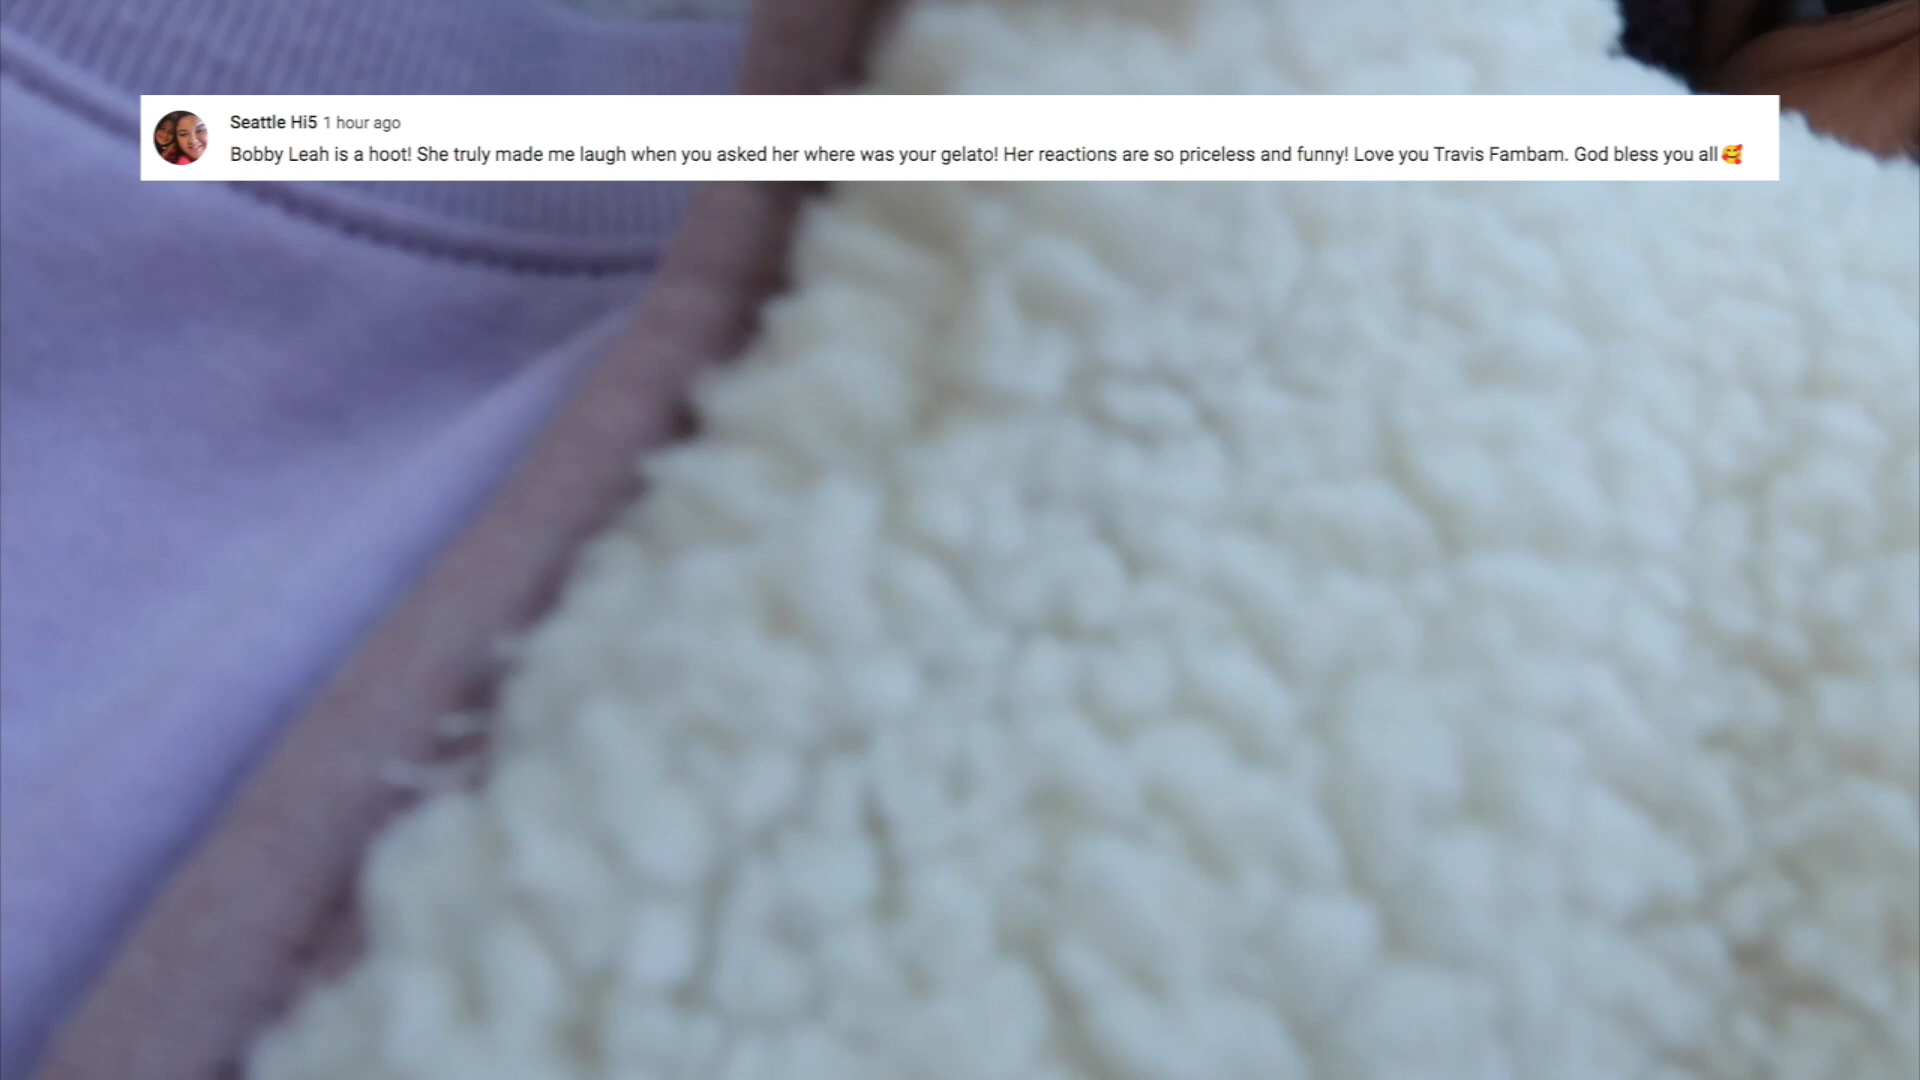 Seattle Hi5 1 hour ago
Bobby Leah is a hoot! She truly made me laugh when you asked her where was your gelato! Her reactions are so priceless and funny! Love you Travis Fambam. God bless you all🥰